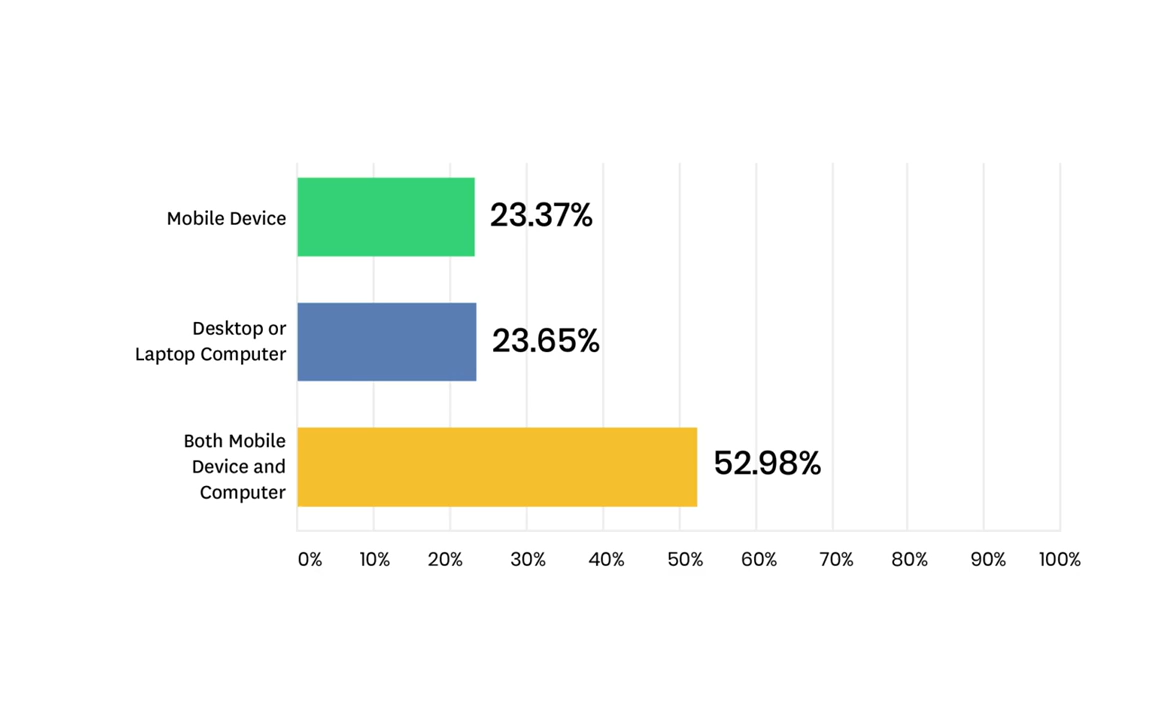 Mobile Device
23.37%
Desktop or
Laptop Computer
23.65%
Both Mobile
Device and
Computer
52.98%
0% 10% 20% 30% 40% 50% 60% 70% 80% 90% 100%